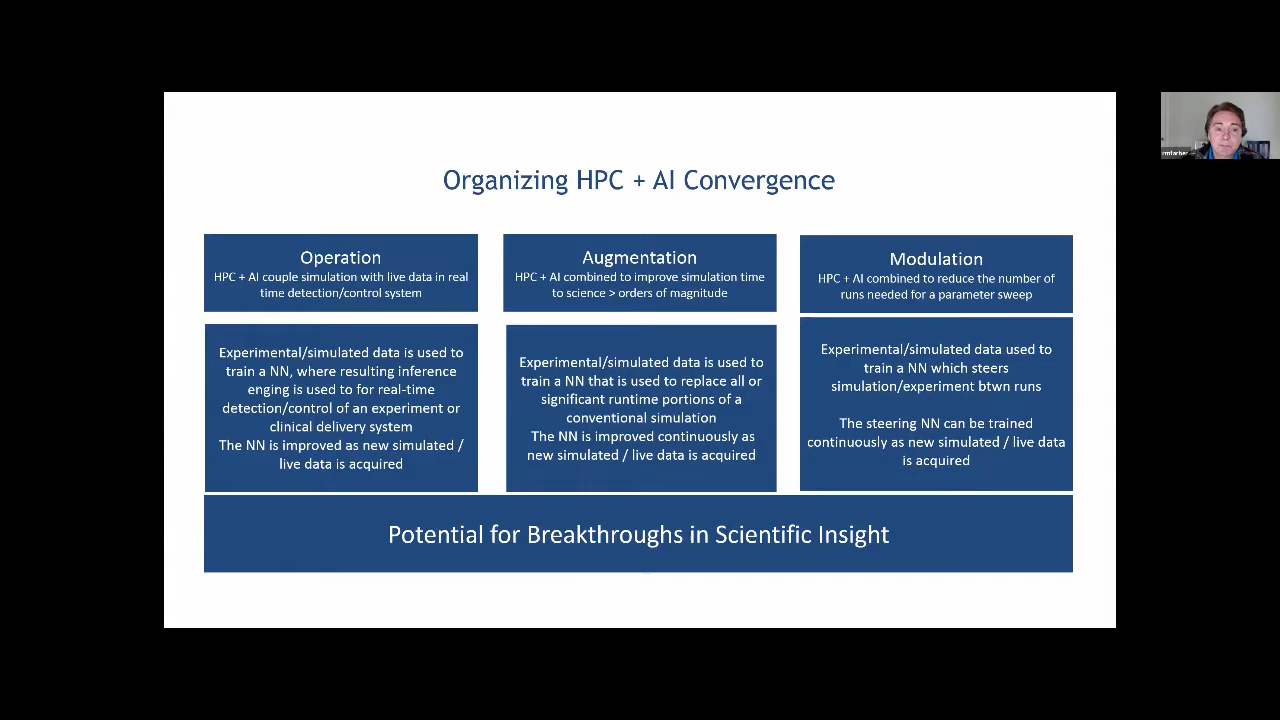 Organizing HPC + AI Convergence
Operation
HPC + AI couple simulation with live data in real
time detection/control system
Augmentation
HPC + AI combined to improve simulation time
to science > orders of magnitude
Modulation
HPC + AI combined to reduce the number of
runs needed for a parameter sweep
Experimental/simulated data is used to
train a NN, where resulting inference
enging is used to for real-time
detection/control of an experiment or
clinical delivery system
The NN is improved as new simulated /
live data is acquired
Experimental/simulated data is used to
train a NN that is used to replace all or
significant runtime portions of a
conventional simulation
The NN is improved continuously as
new simulated / live data is acquired
Experimental/simulated data used to
train a NN which steers
simulation/experiment btwn runs
The steering NN can be trained
continuously as new simulated / live data
is acquired
Potential for Breakthroughs in Scientific Insight
rmfarber